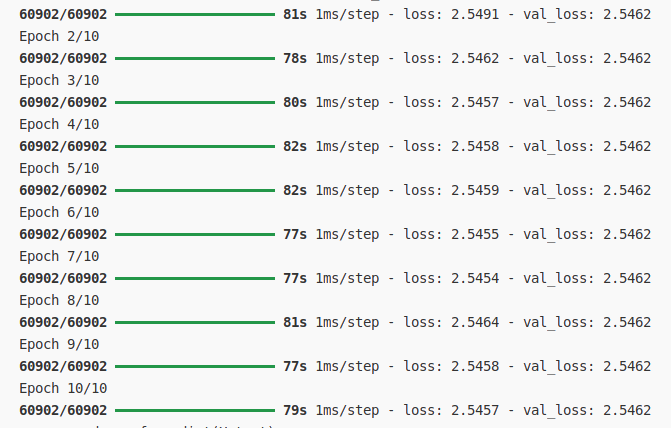 60902/60902 81s 1ms/step - loss: 2.5491 - val_loss: 2.5462
Epoch 2/10
60902/60902 78s 1ms/step - loss: 2.5462 - val_loss: 2.5462
Epoch 3/10
60902/60902 80s 1ms/step - loss: 2.5457 - val_loss: 2.5462
Epoch 4/10
60902/60902 82s 1ms/step - loss: 2.5458 - val_loss: 2.5462
Epoch 5/10
60902/60902 82s 1ms/step - loss: 2.5459 - val_loss: 2.5462
Epoch 6/10
60902/60902 77s 1ms/step - loss: 2.5455 - val_loss: 2.5462
Epoch 7/10
60902/60902 77s 1ms/step - loss: 2.5454 - val_loss: 2.5462
Epoch 8/10
60902/60902 81s 1ms/step - loss: 2.5464 - val_loss: 2.5462
Epoch 9/10
60902/60902 77s 1ms/step - loss: 2.5458 - val_loss: 2.5462
Epoch 10/10
60902/60902 79s 1ms/step - loss: 2.5457 - val_loss: 2.5462